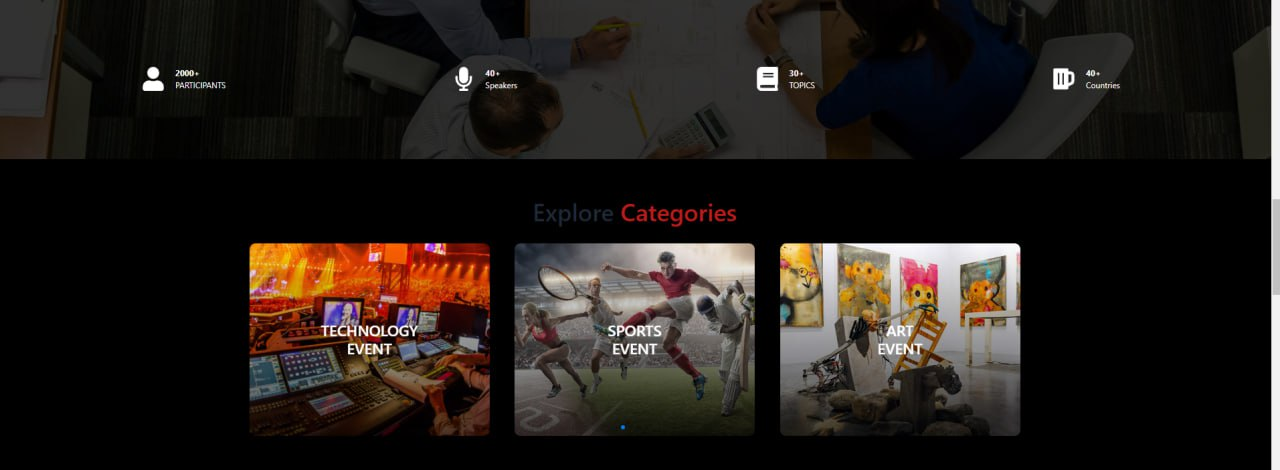 2000+
PARTICIPANTS
40+
Speakers
30+
TOPICS
40+
Countries
Explore Categories
TECHNOLOGY
EVENT
SPORTS
EVENT
ART
EVENT